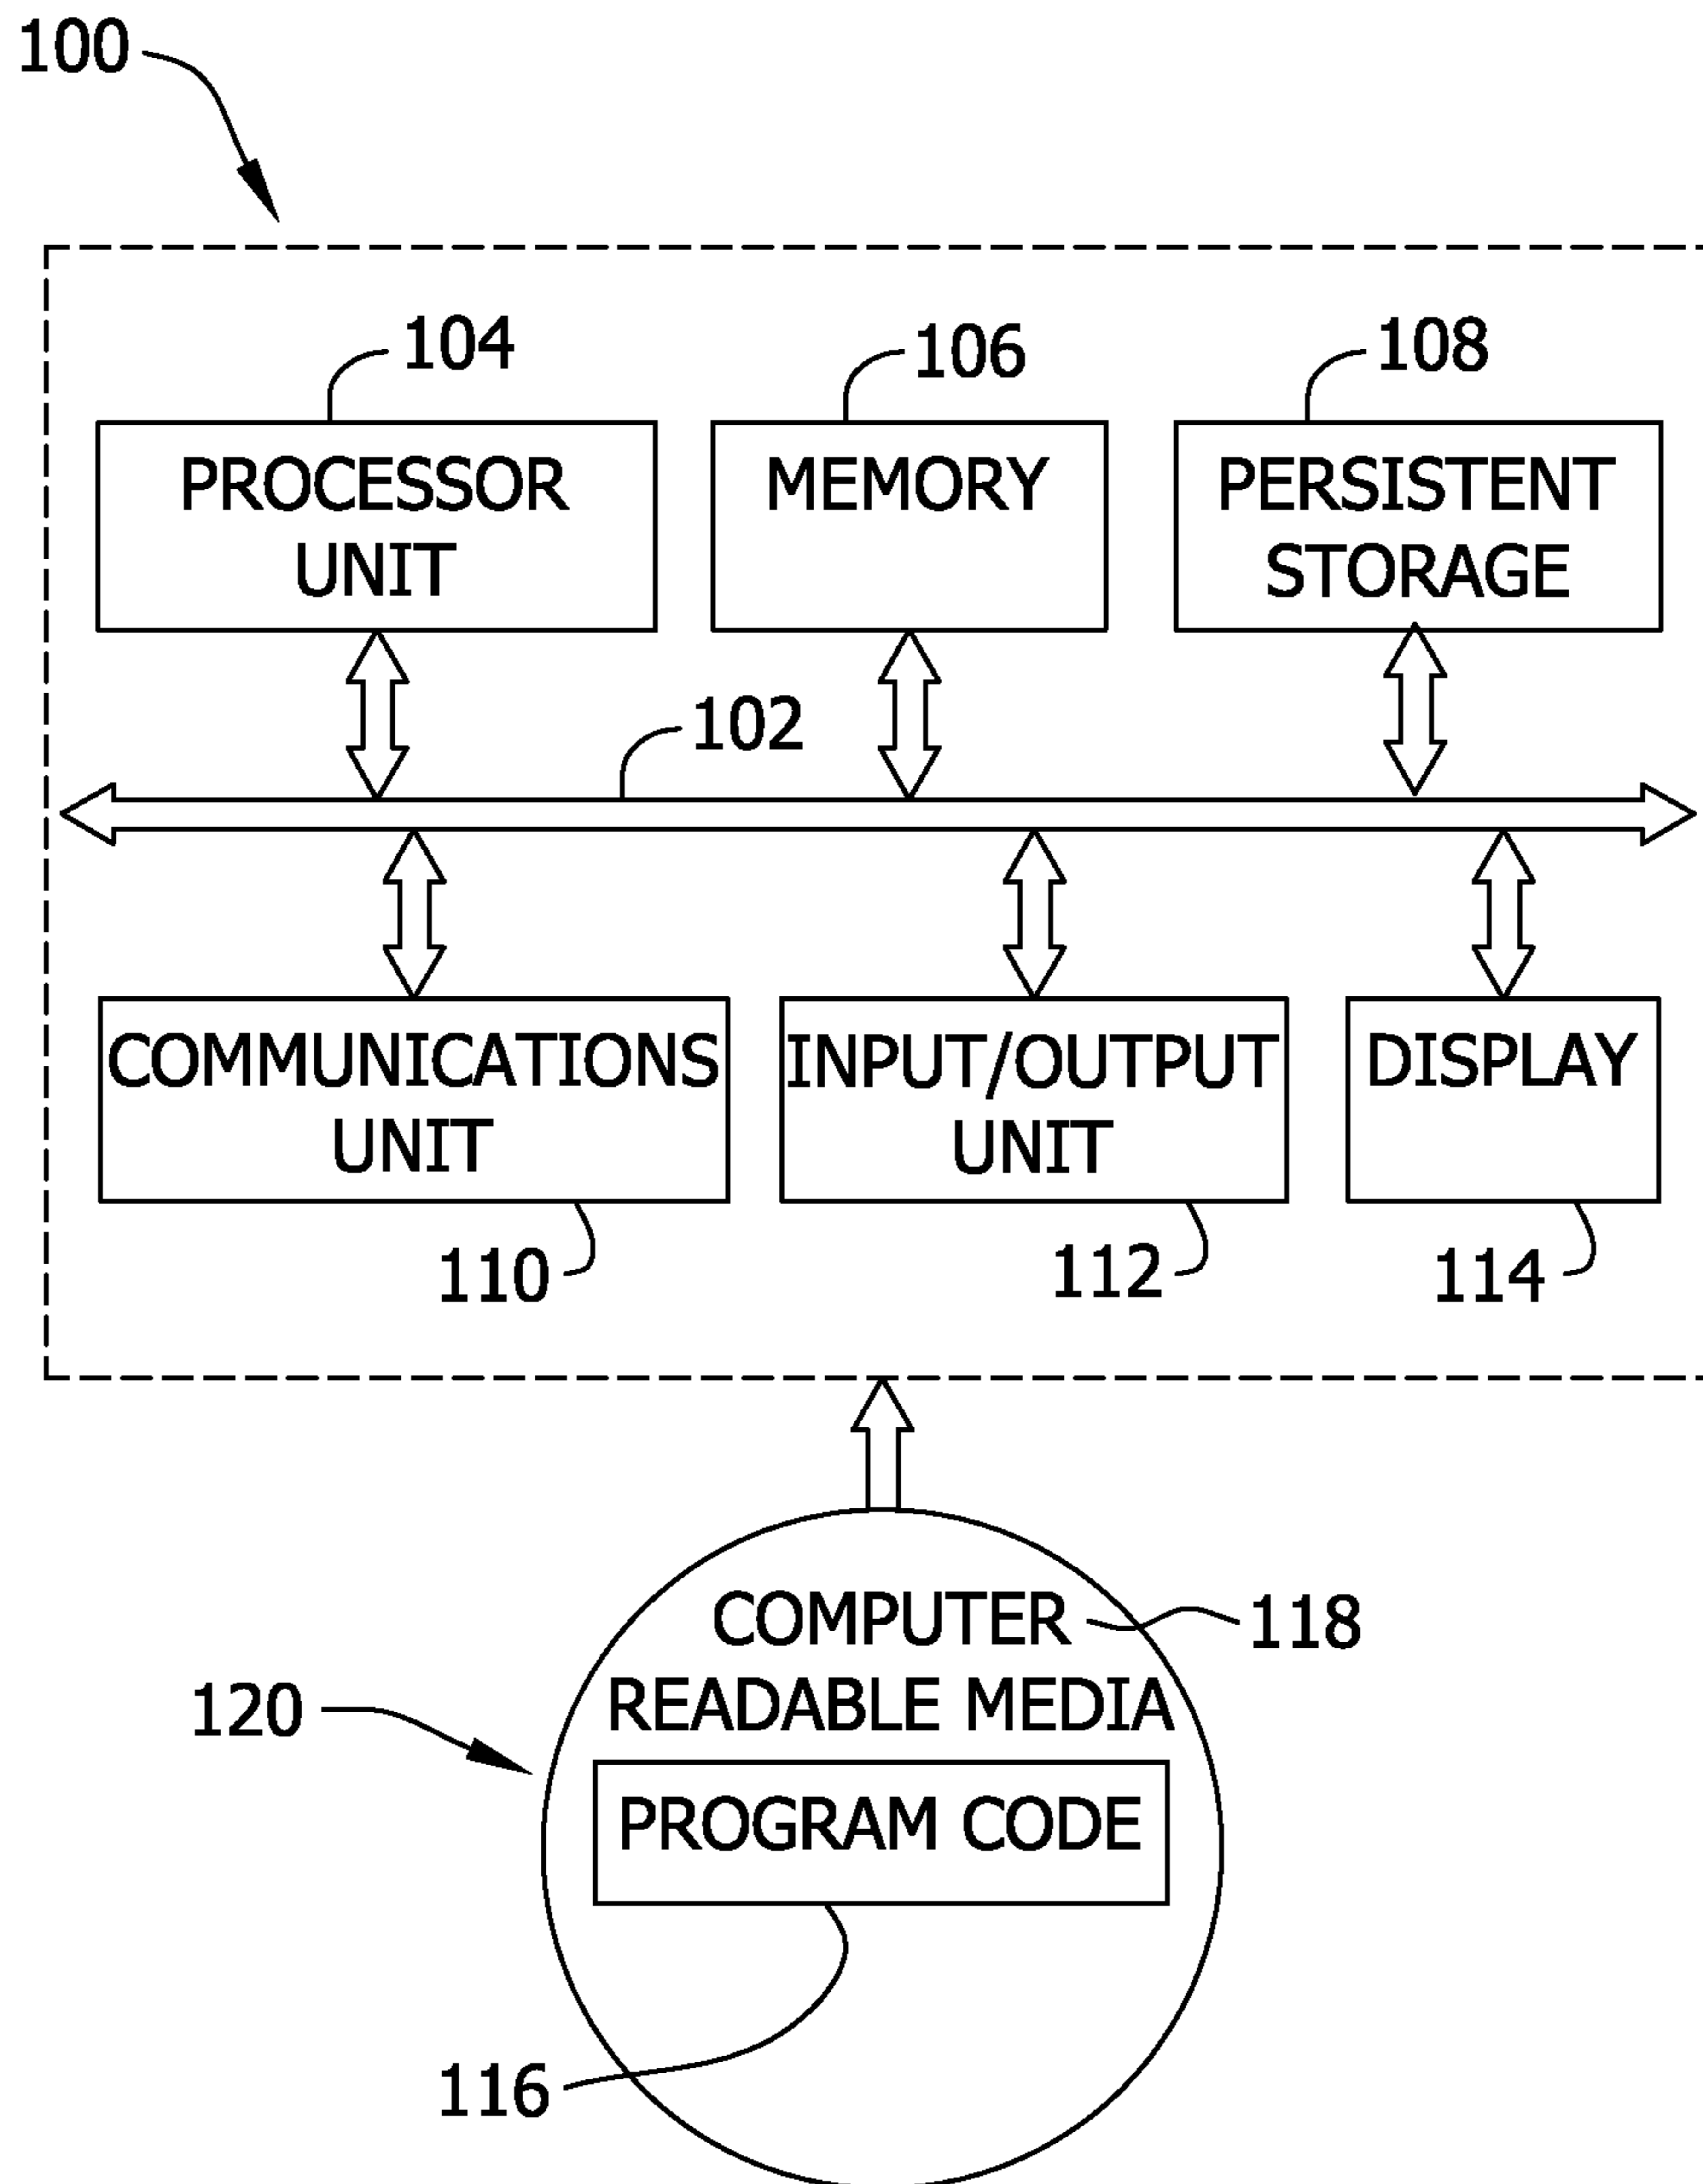 100
104
106
108
PROCESSOR
UNIT
MEMORY
PERSISTENT
STORAGE
102
COMMUNICATIONS
UNIT
INPUT/OUTPUT
UNIT
DISPLAY
110
112
114
COMPUTER
READABLE MEDIA
118
120
PROGRAM CODE
116